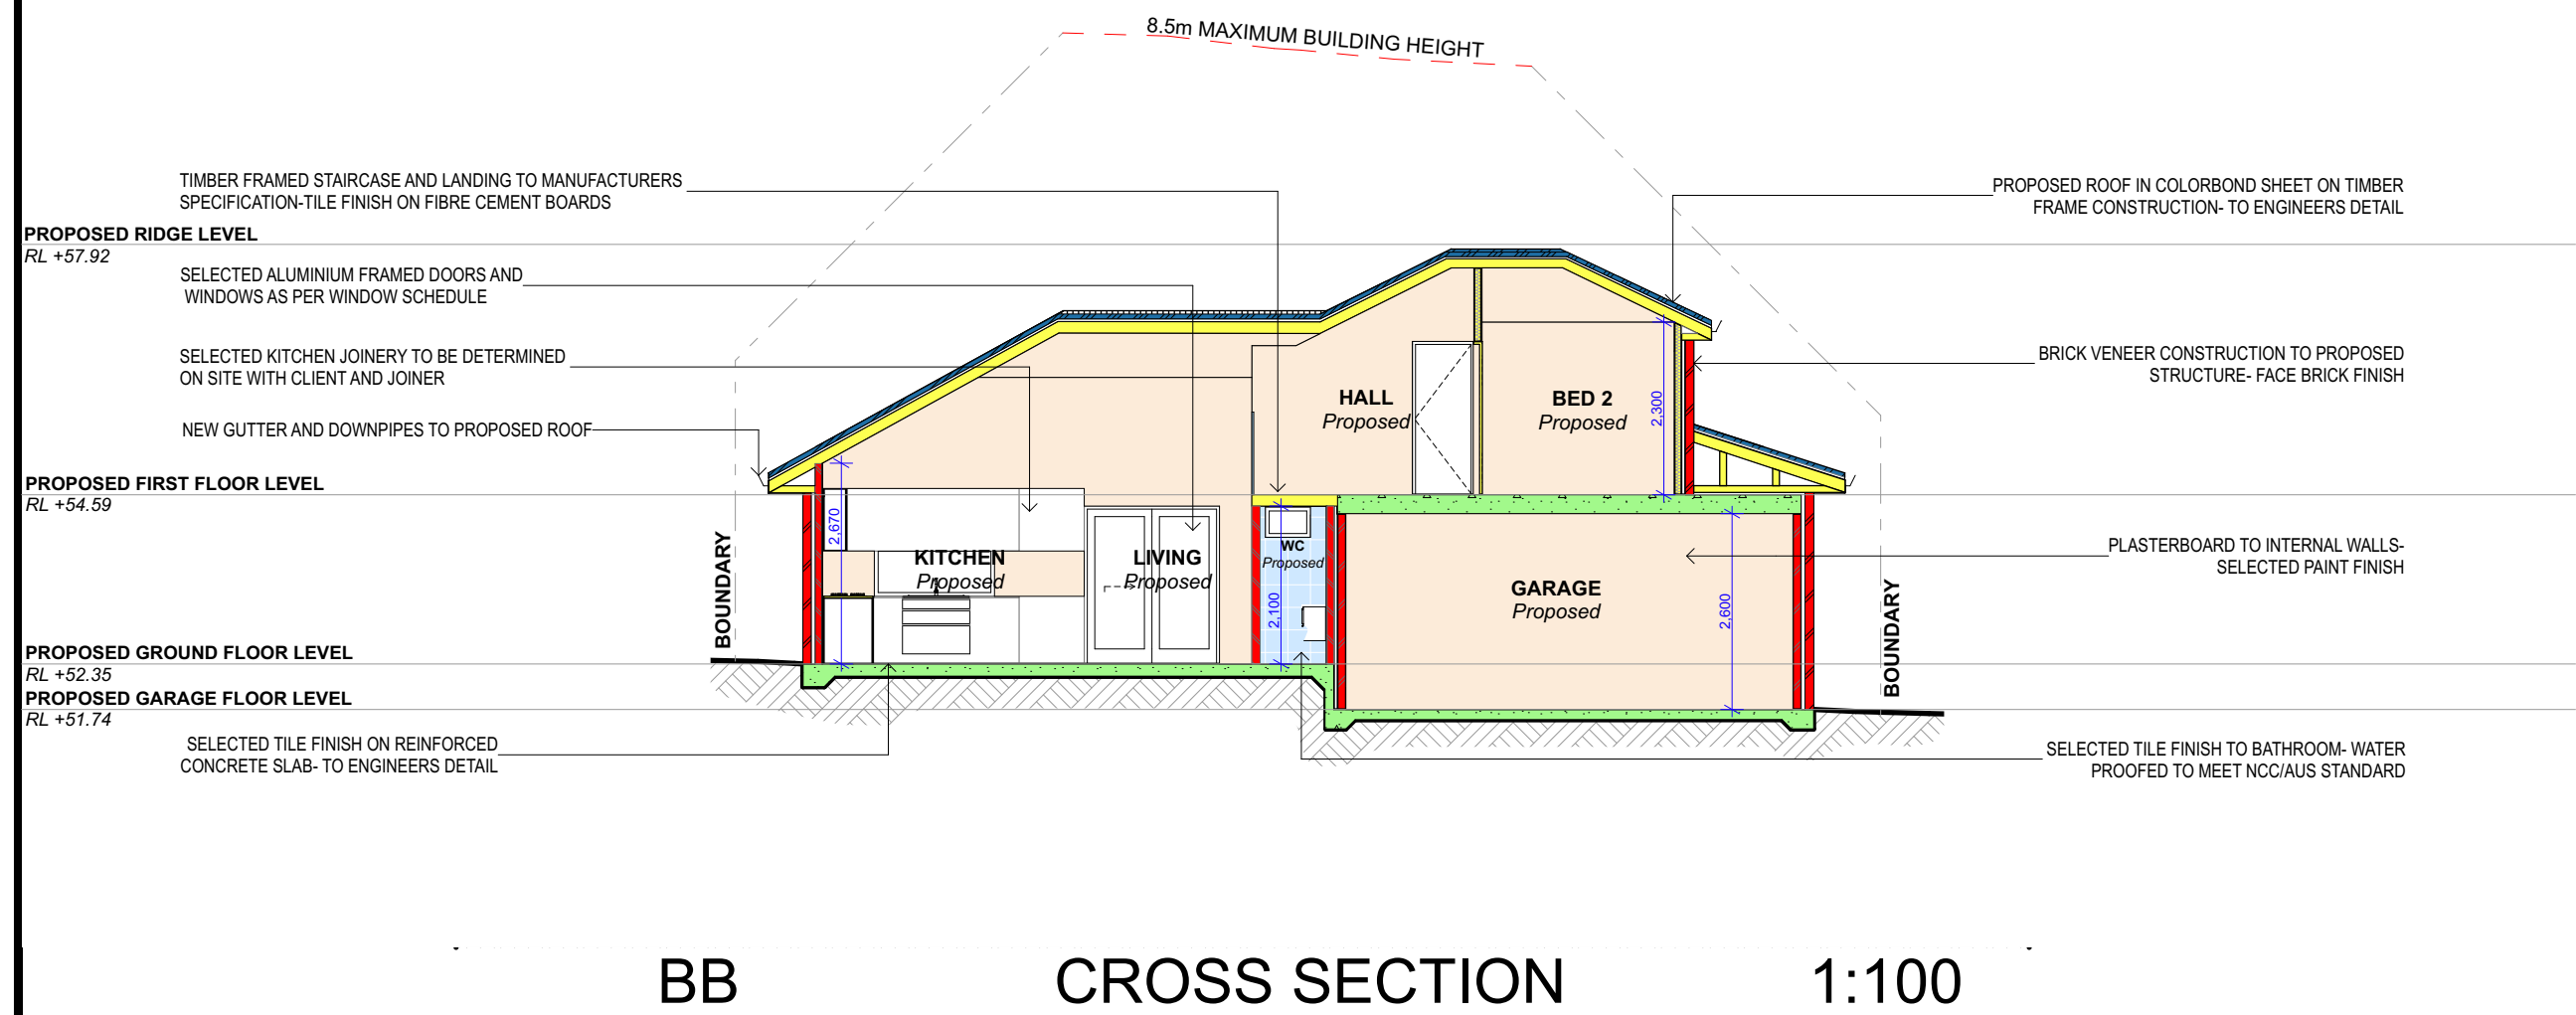 8.5m MAXIMUM BUILDING HEIGHT
TIMBER FRAMED STAIRCASE AND LANDING TO MANUFACTURERS
SPECIFICATION-TILE FINISH ON FIBRE CEMENT BOARDS
PROPOSED ROOF IN COLORBOND SHEET ON TIMBER
FRAME CONSTRUCTION- TO ENGINEERS DETAIL
PROPOSED RIDGE LEVEL
RL +57.92
SELECTED ALUMINIUM FRAMED DOORS AND
WINDOWS AS PER WINDOW SCHEDULE
SELECTED KITCHEN JOINERY TO BE DETERMINED
ON SITE WITH CLIENT AND JOINER
BRICK VENEER CONSTRUCTION TO PROPOSED
STRUCTURE- FACE BRICK FINISH
HALL
Proposed
BED 2
Proposed
2,300
NEW GUTTER AND DOWNPIPES TO PROPOSED ROOF
PROPOSED FIRST FLOOR LEVEL
RL +54.59
BOUNDARY
2,670
KITCHEN
Proposed
LIVING
Proposed
WC
Proposed
2,100
GARAGE
Proposed
2,600
BOUNDARY
PLASTERBOARD TO INTERNAL WALLS-
SELECTED PAINT FINISH
PROPOSED GROUND FLOOR LEVEL
RL +52.35
PROPOSED GARAGE FLOOR LEVEL
RL +51.74
SELECTED TILE FINISH ON REINFORCED
CONCRETE SLAB- TO ENGINEERS DETAIL
SELECTED TILE FINISH TO BATHROOM- WATER
PROOFED TO MEET NCC/AUS STANDARD
BB CROSS SECTION 1:100